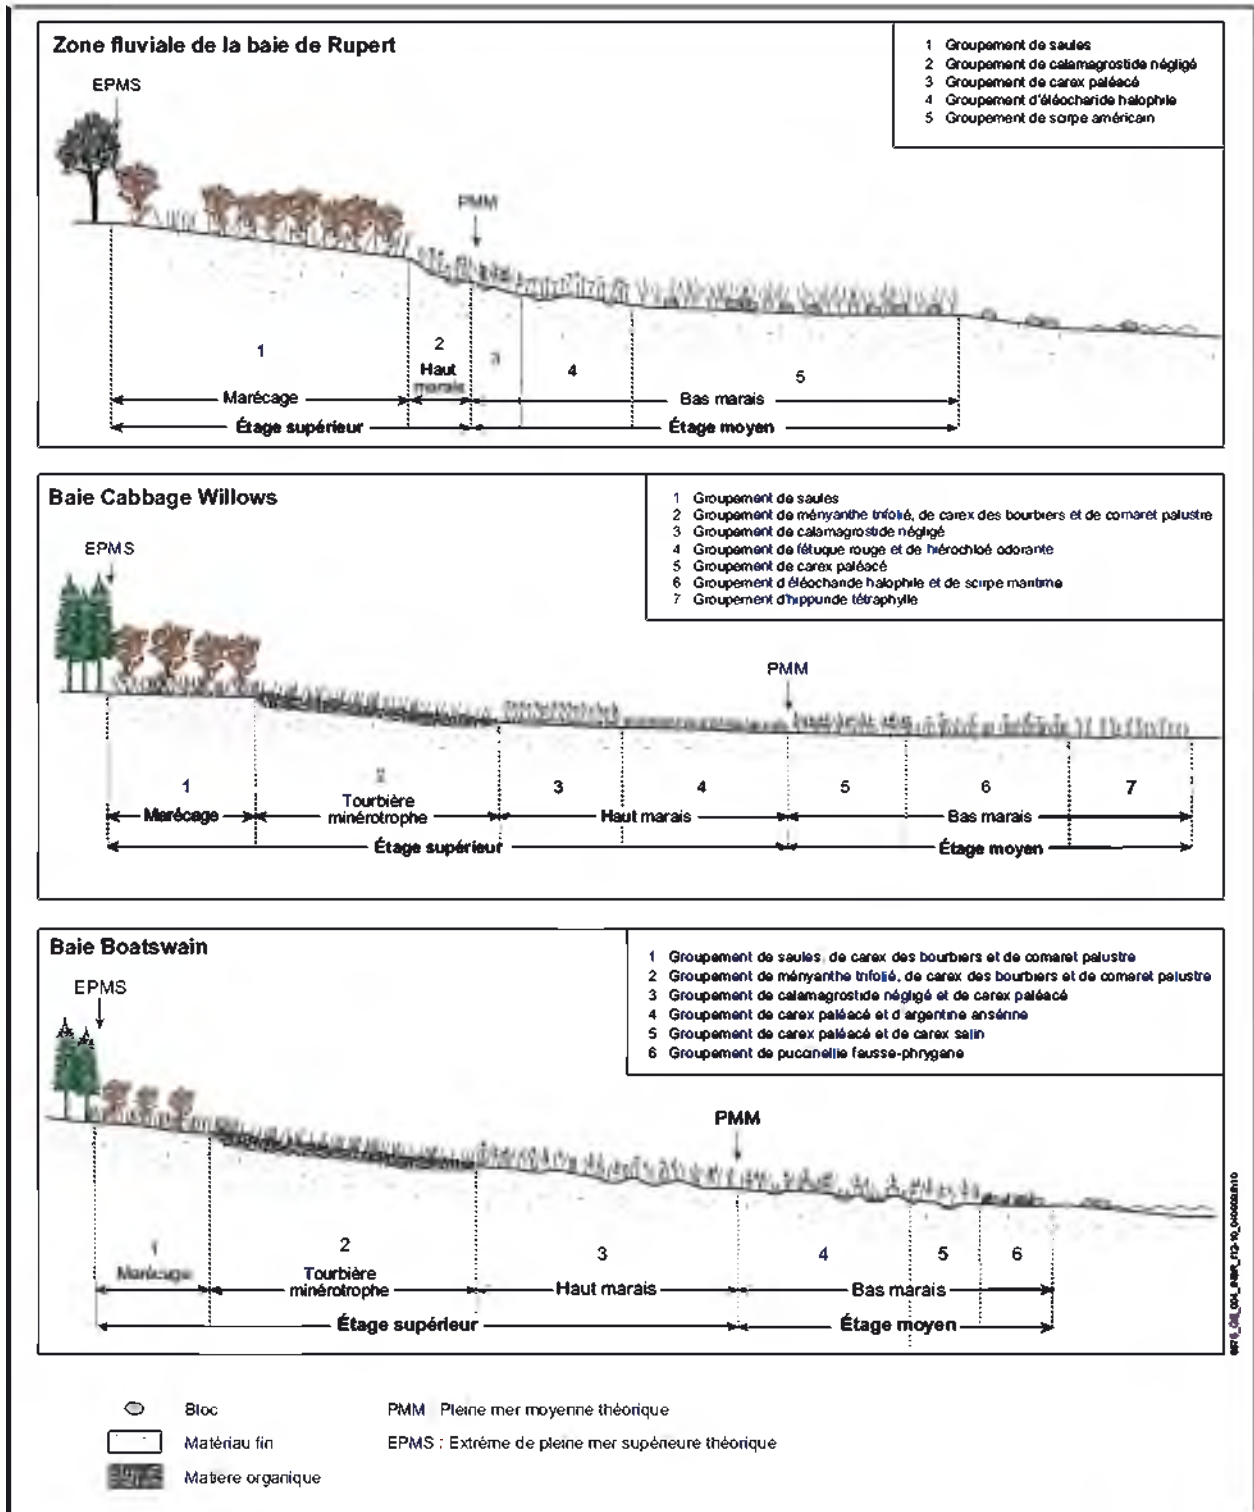 Zone fluviale de la baie de Rupert
1 Groupement de saules
2 Groupement de calamagrostide négligé
3 Groupement de carex paléacé
4 Groupement d'éléocharide halophile
5 Groupement de scirpe américain
EPMS
PMM
1
2
3
4
5
Haut marais
Marécage
Bas marais
Étage supérieur
Étage moyen
Baie Cabbage Willows
1 Groupement de saules
2 Groupement de ményanthe trifolié, de carex des bourbiers et de comaret palustre
3 Groupement de calamagrostide négligé
4 Groupement de fétuque rouge et de hiérochloé odorante
5 Groupement de carex paléacé
6 Groupement d'éléocharide halophile et de scirpe maritime
7 Groupement d'hippuride tétraphylle
EPMS
PMM
1
2
3
4
5
6
7
Marécage
Tourbière
minérotrophe
Haut marais
Bas marais
Étage supérieur
Étage moyen
Baie Boatswain
1 Groupement de saules, de carex des bourbiers et de comaret palustre
2 Groupement de ményanthe trifolié, de carex des bourbiers et de comaret palustre
3 Groupement de calamagrostide négligé et de carex paléacé
4 Groupement de carex paléacé et d'argentine ansérine
5 Groupement de carex paléacé et de carex salin
6 Groupement de puccinellie fausse-phrygane
EPMS
PMM
1
2
3
4
5
6
Marécage
Tourbière
minérotrophe
Haut marais
Bas marais
Étage supérieur
Étage moyen
Bloc
PMM : Pleine mer moyenne théorique
Matériau fin
EPMS : Extrême de pleine mer supérieure théorique
Matière organique